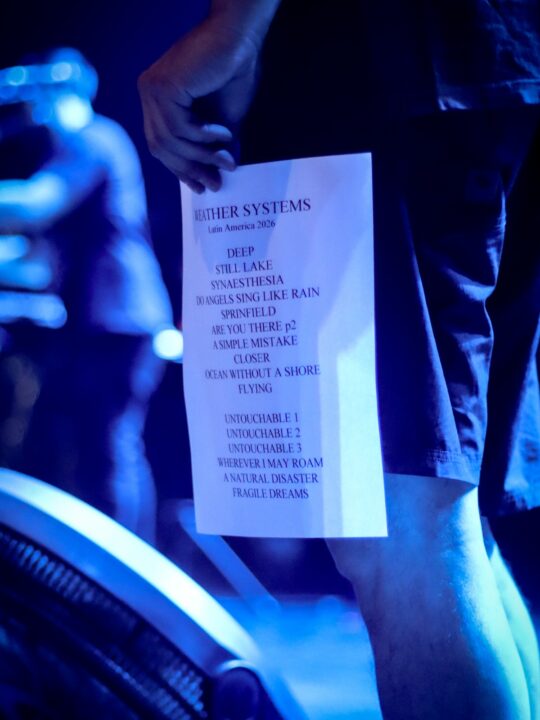 WEATHER SYSTEMS
Latin America 2026
DEEP
STILL LAKE
SYNAESTHESIA
DO ANGELS SING LIKE RAIN
SPRINFIELD
ARE YOU THERE p2
A SIMPLE MISTAKE
CLOSER
OCEAN WITHOUT A SHORE
FLYING
UNTOUCHABLE 1
UNTOUCHABLE 2
UNTOUCHABLE 3
WHEREVER I MAY ROAM
A NATURAL DISASTER
FRAGILE DREAMS